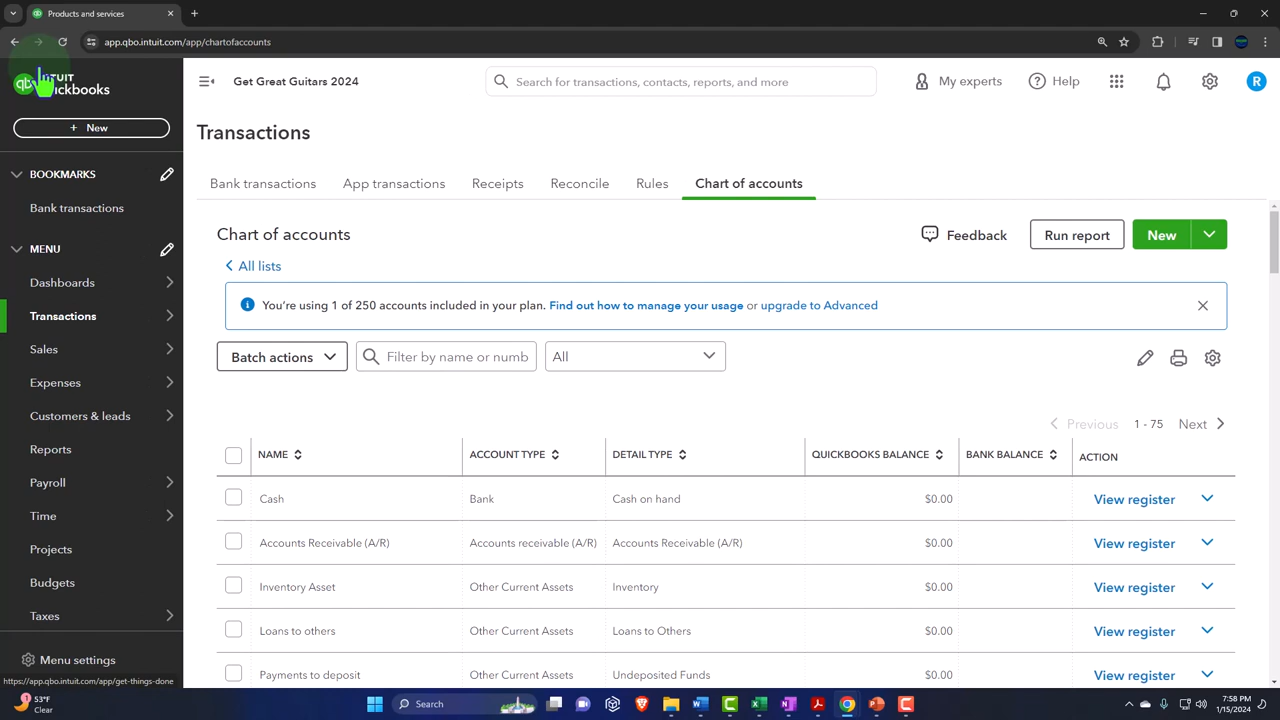 Products and services
app.qbo.intuit.com/app/chartofaccounts
INTUIT
quickbooks
Get Great Guitars 2024
Search for transactions, contacts, reports, and more
My experts
Help
R
+ New
Transactions
BOOKMARKS
Bank transactions
MENU
Dashboards
Transactions
Sales
Expenses
Customers & leads
Reports
Payroll
Time
Projects
Budgets
Taxes
Menu settings
https://app.qbo.intuit.com/app/get-things-done
Bank transactions App transactions Receipts Reconcile Rules Chart of accounts
Chart of accounts
Feedback
Run report
New
All lists
You're using 1 of 250 accounts included in your plan. Find out how to manage your usage or upgrade to Advanced
Batch actions
Filter by name or numb
All
Previous 1 - 75 Next
NAME ACCOUNT TYPE DETAIL TYPE QUICKBOOKS BALANCE BANK BALANCE ACTION
Cash Bank Cash on hand $0.00 View register
Accounts Receivable (A/R) Accounts receivable (A/R) Accounts Receivable (A/R) $0.00 View register
Inventory Asset Other Current Assets Inventory $0.00 View register
Loans to others Other Current Assets Loans to Others $0.00 View register
Payments to deposit Other Current Assets Undeposited Funds $0.00 View register
53°F
Clear
Search
7:58 PM
1/15/2024